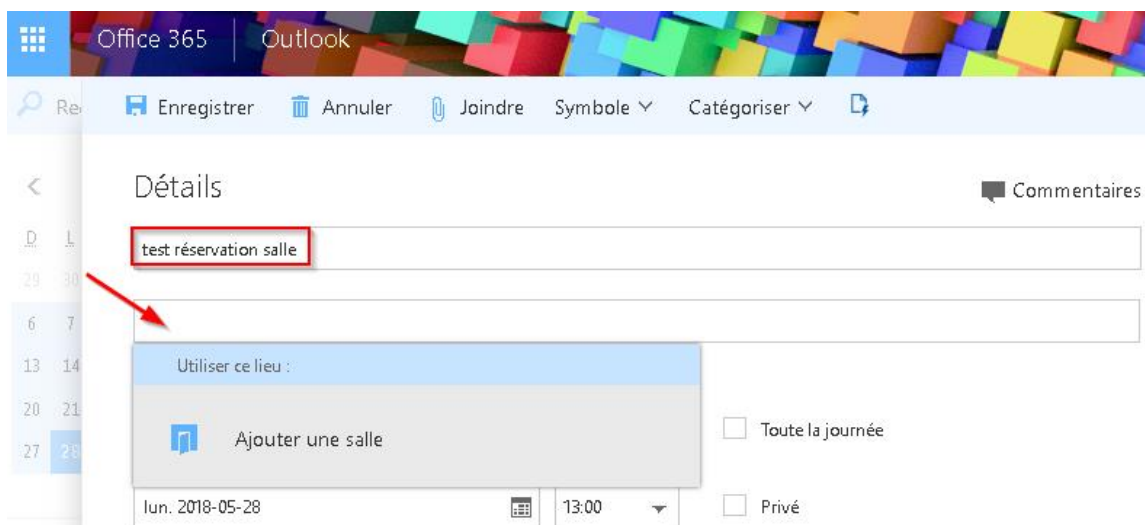 Office 365 Outlook
Re
Enregistrer Annuler Joindre Symbole Catégoriser
Détails
Commentaires
D L
test réservation salle
29 30
6 7
13 14
Utiliser ce lieu :
20 21
Ajouter une salle
Toute la journée
27 28
lun. 2018-05-28 13:00 Privé